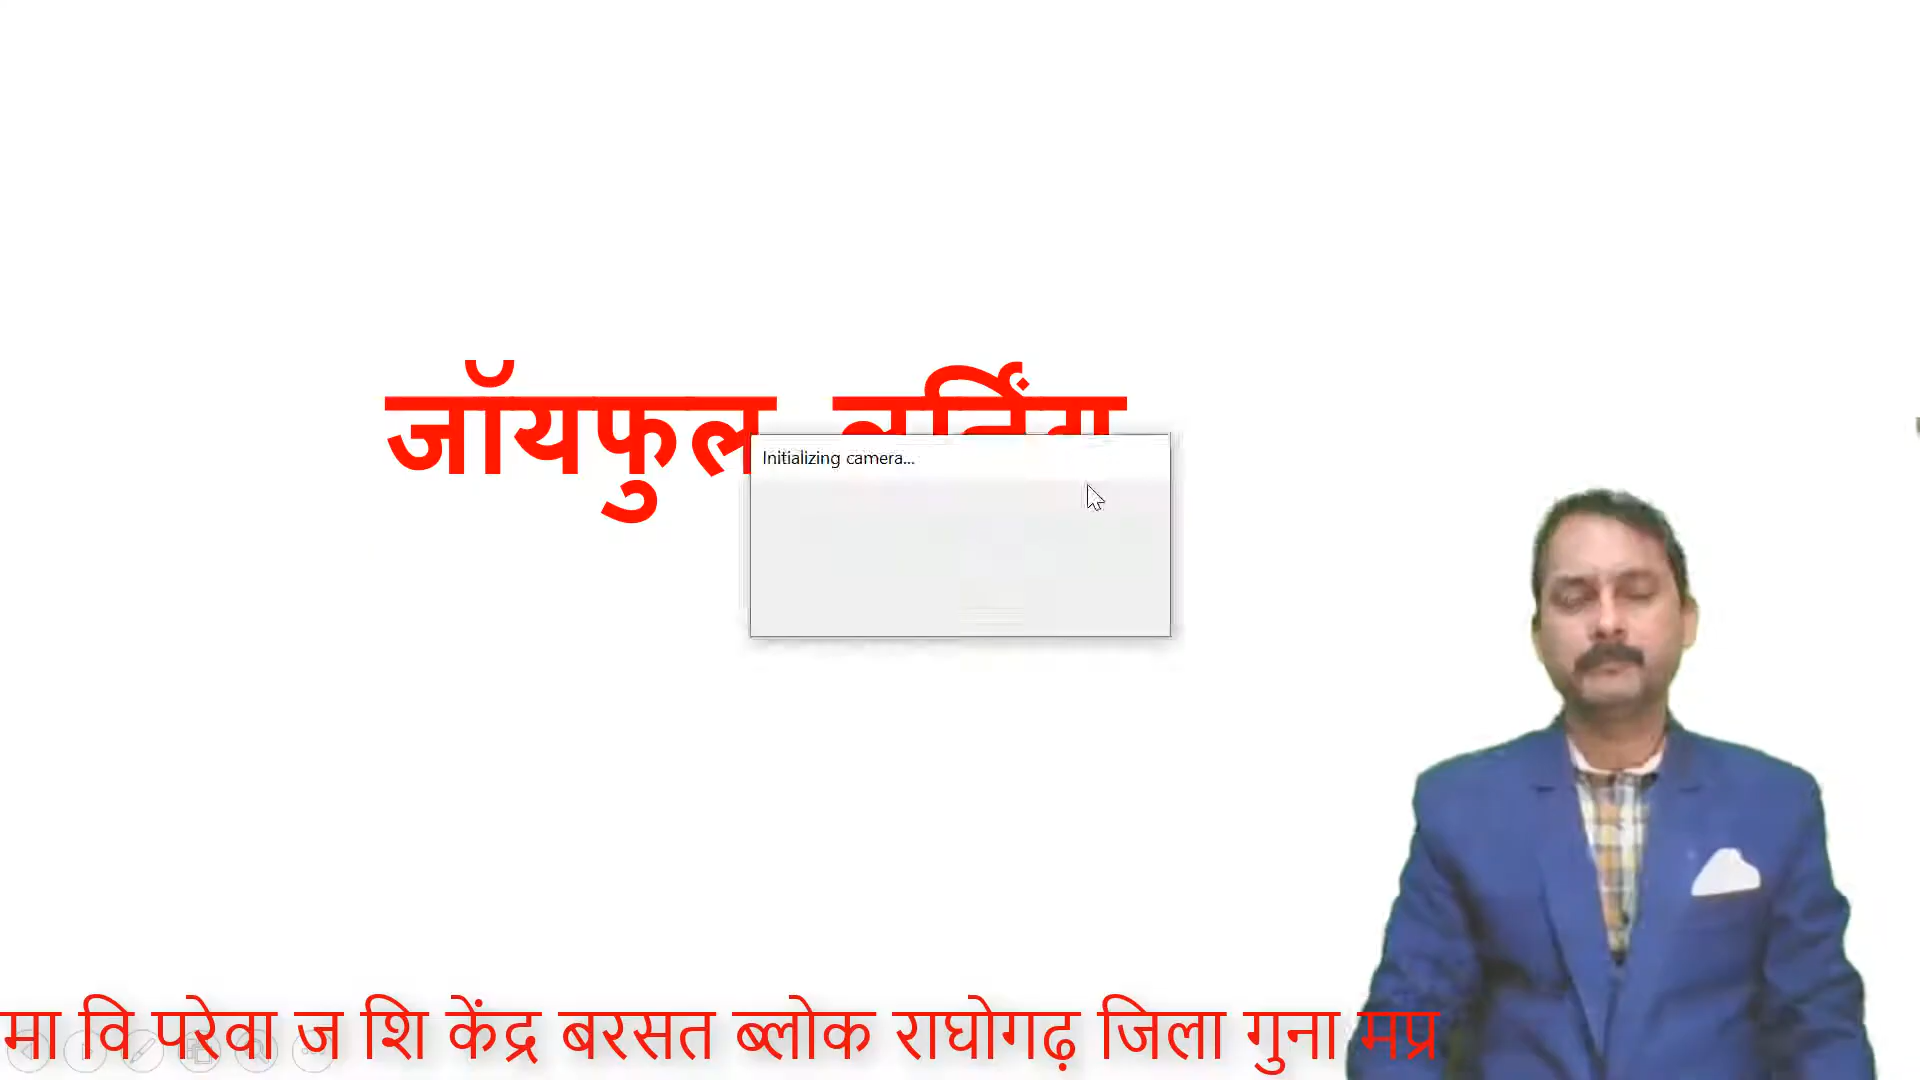 जॉयफुल
Initializing camera...
मा वि परेवा ज शि केंद्र बरसत ब्लोक राघोगढ़ जिला गुना मप्र